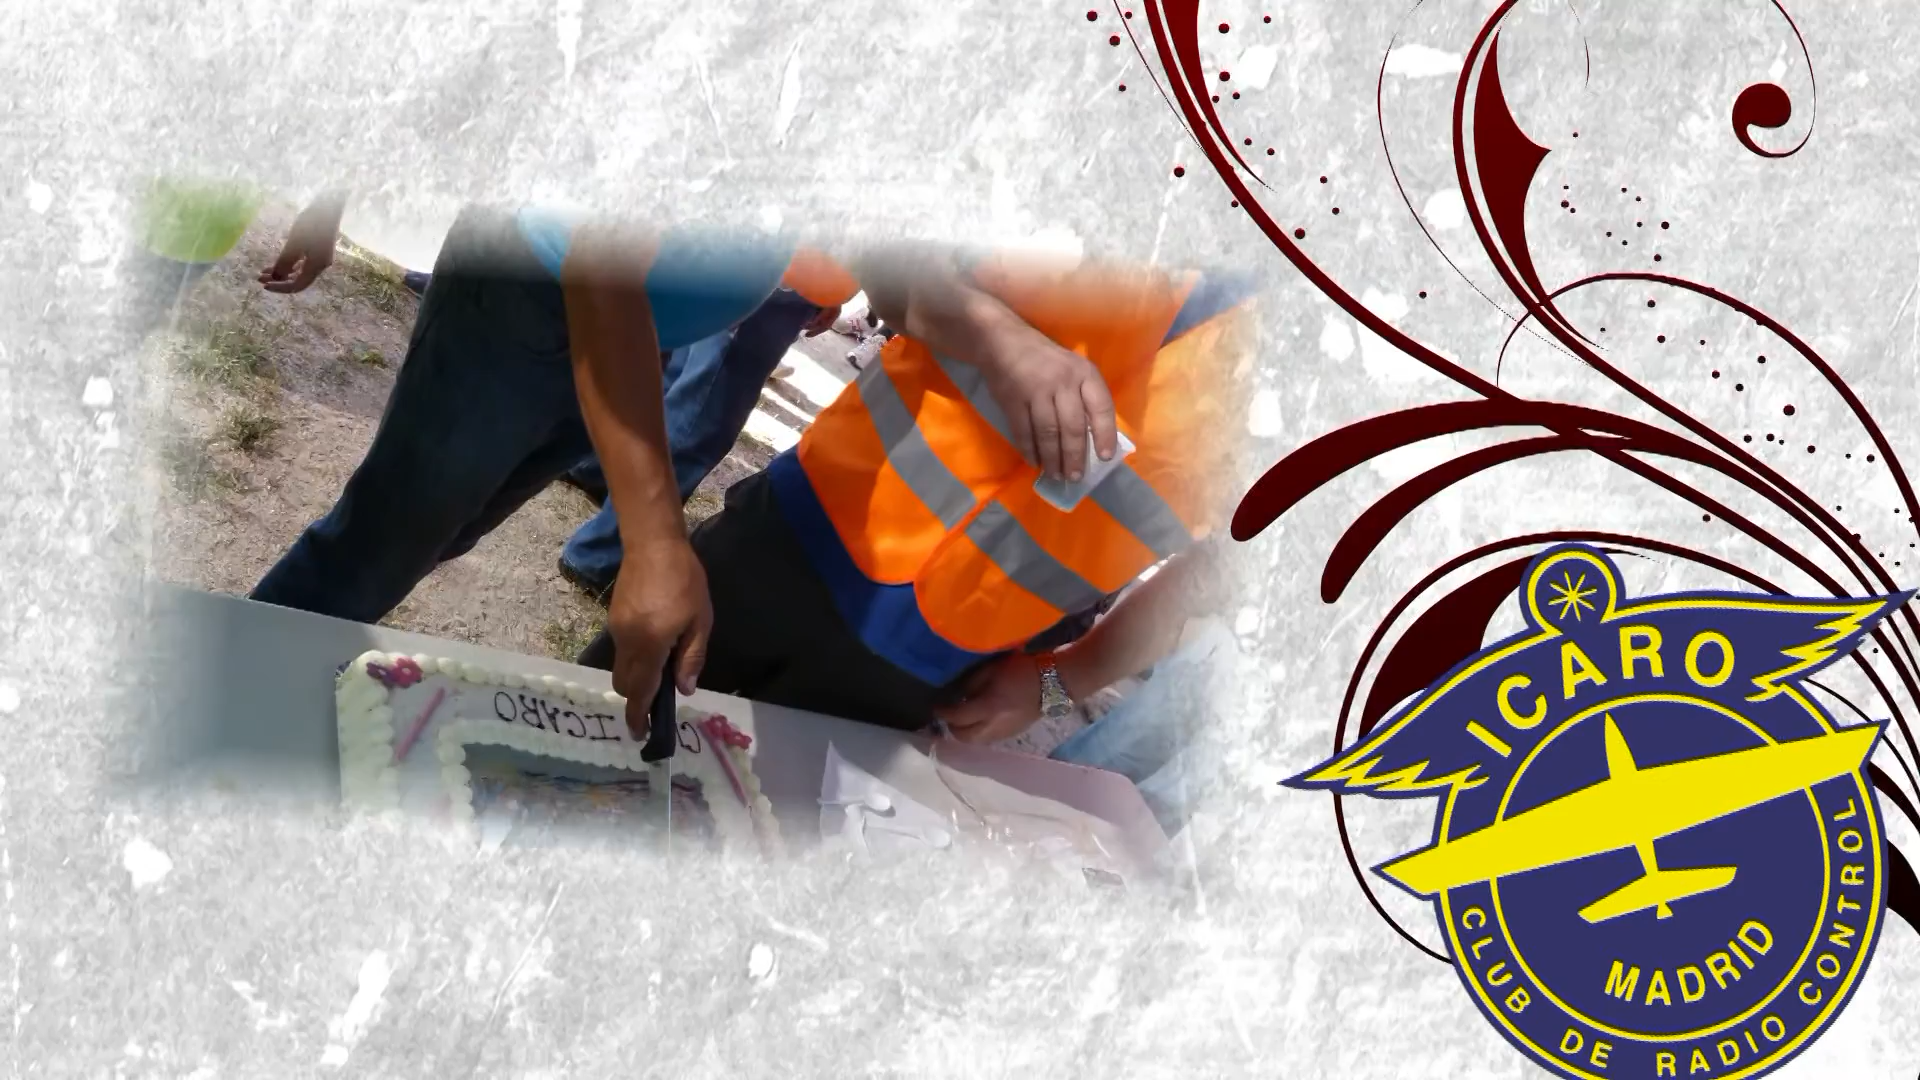 ICARO
MADRID
CLUB DE RADIO CONTROL
ICARO